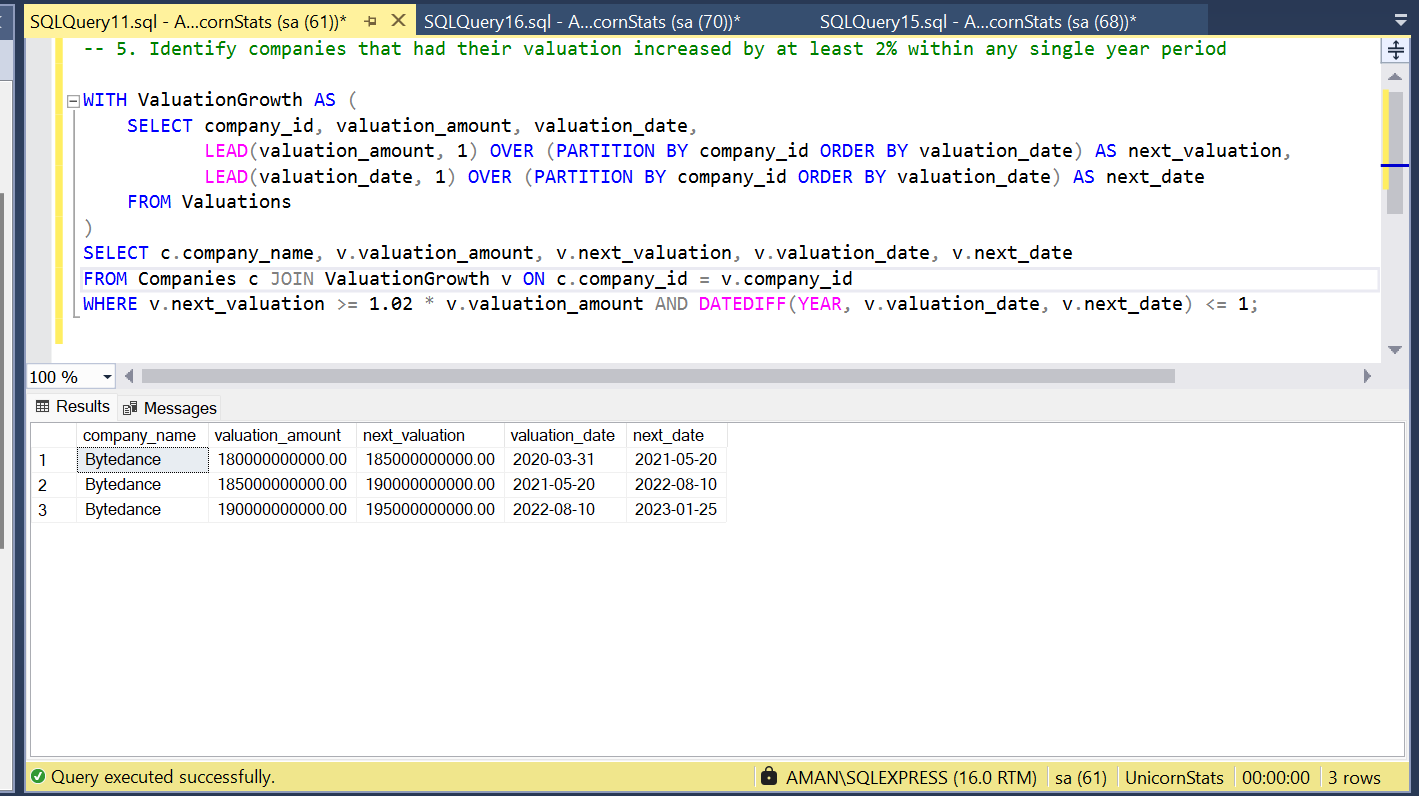 SQLQuery11.sql - A...cornStats (sa (61))* SQLQuery16.sql - A...cornStats (sa (70))* SQLQuery15.sql - A...cornStats (sa (68))*
-- 5. Identify companies that had their valuation increased by at least 2% within any single year period
WITH ValuationGrowth AS (
SELECT company_id, valuation_amount, valuation_date,
LEAD(valuation_amount, 1) OVER (PARTITION BY company_id ORDER BY valuation_date) AS next_valuation,
LEAD(valuation_date, 1) OVER (PARTITION BY company_id ORDER BY valuation_date) AS next_date
FROM Valuations
)
SELECT c.company_name, v.valuation_amount, v.next_valuation, v.valuation_date, v.next_date
FROM Companies c JOIN ValuationGrowth v ON c.company_id = v.company_id
WHERE v.next_valuation >= 1.02 * v.valuation_amount AND DATEDIFF(YEAR, v.valuation_date, v.next_date) <= 1;
100 %
Results Messages
company_name valuation_amount next_valuation valuation_date next_date
1 Bytedance 180000000000.00 185000000000.00 2020-03-31 2021-05-20
2 Bytedance 185000000000.00 190000000000.00 2021-05-20 2022-08-10
3 Bytedance 190000000000.00 195000000000.00 2022-08-10 2023-01-25
Query executed successfully. AMAN\SQLEXPRESS (16.0 RTM) sa (61) UnicornStats 00:00:00 3 rows